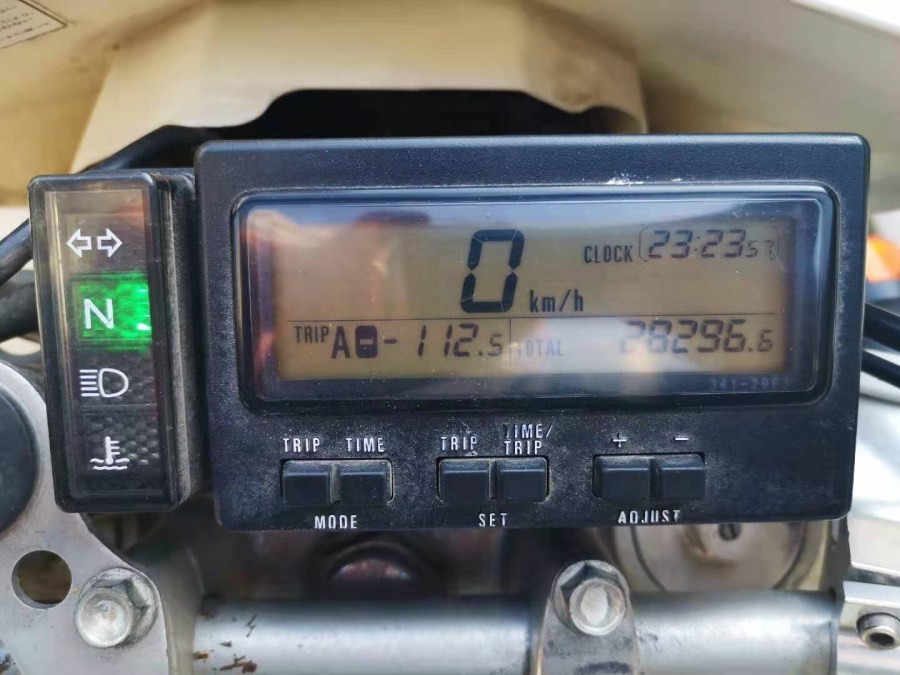 0 km/h
CLOCK 23:23
TRIP A -112.5
TOTAL 28296.6
N
TRIP TIME
MODE
TRIP TIME/TRIP
SET
+ -
ADJUST